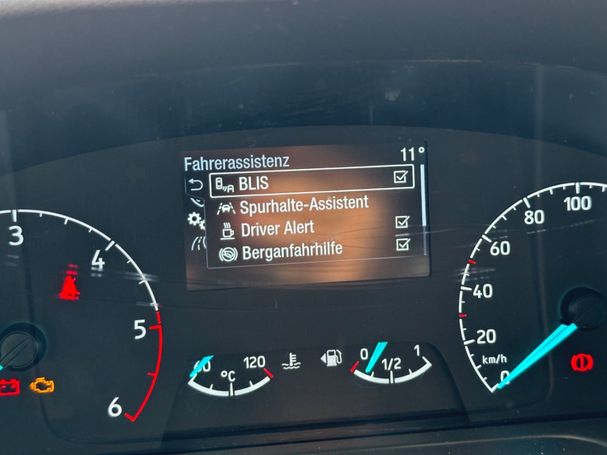 Fahrerassistenz 11°
BLIS
Spurhalte-Assistent
Driver Alert
Berganfahrhilfe
3
4
5
6
120
°C
0
1/2
1
0
20
40
60
80
100
km/h